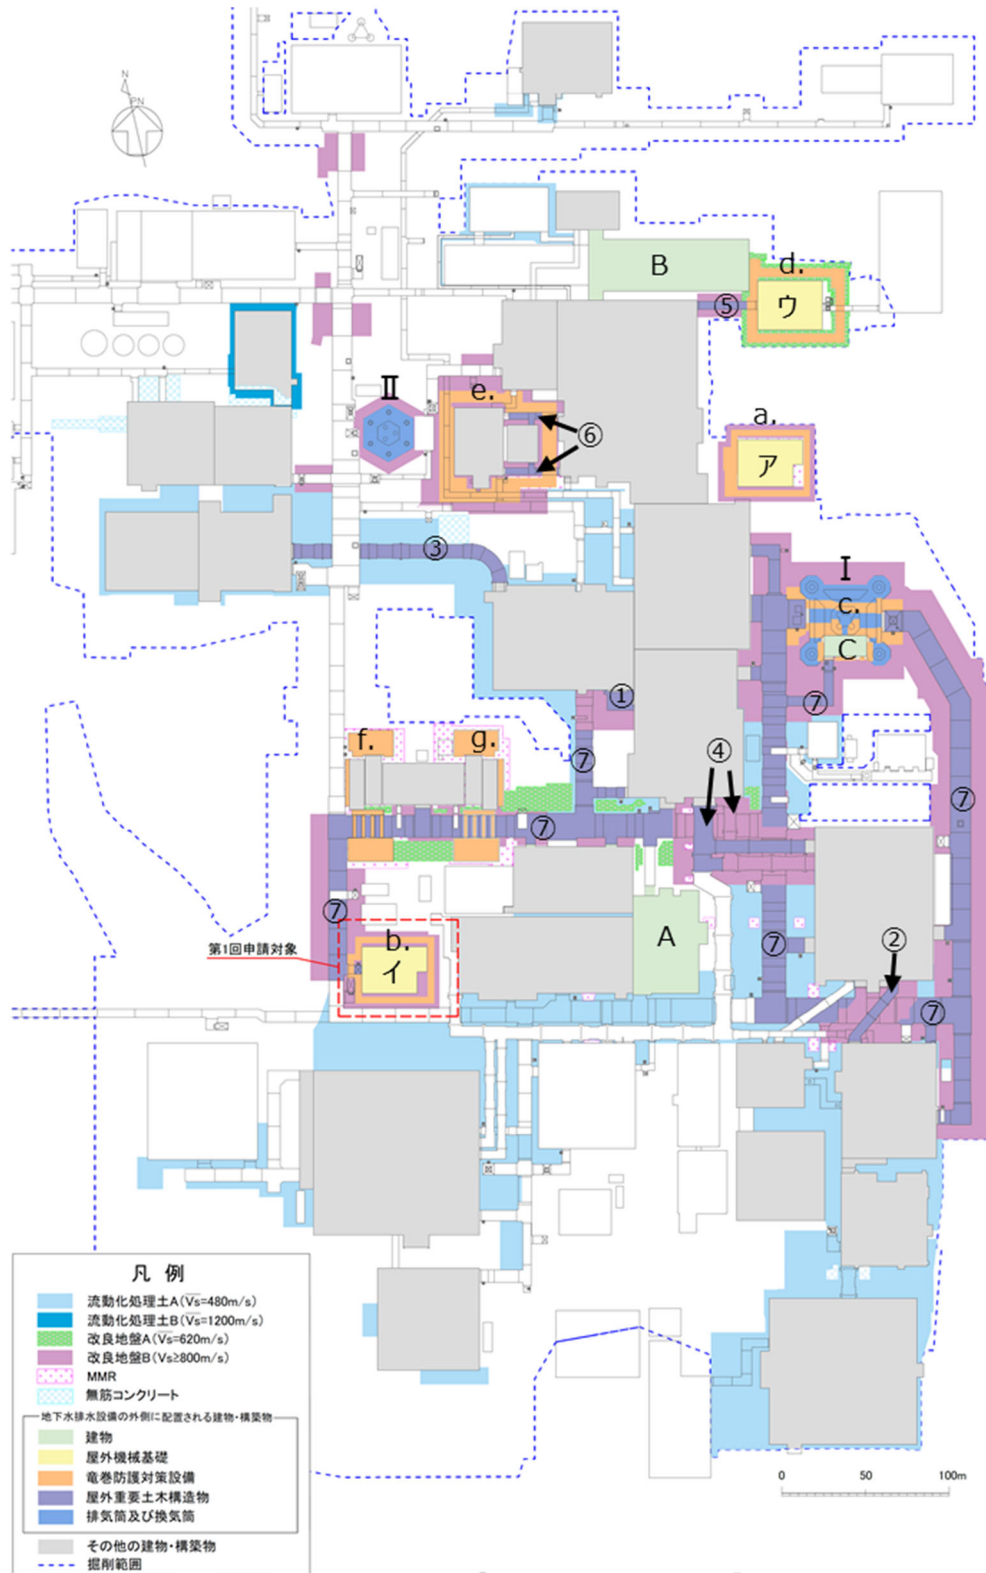 N
PN
B
d.
ウ
⑤
Ⅱ
e.
⑥
a.
ア
③
Ⅰ
c.
C
①
⑦
④
f.
g.
⑦
⑦
⑦
⑦
第1回申請対象
b.
イ
A
⑦
②
⑦
凡 例
流動化処理土A(Vs=480m/s)
流動化処理土B(Vs=1200m/s)
改良地盤A(Vs=620m/s)
改良地盤B(Vs≥800m/s)
MMR
無筋コンクリート
地下水排水設備の外側に配置される建物・構築物
建物
屋外機械基礎
竜巻防護対策設備
屋外重要土木構造物
排気筒及び換気筒
その他の建物・構築物
掘削範囲
0 50 100m